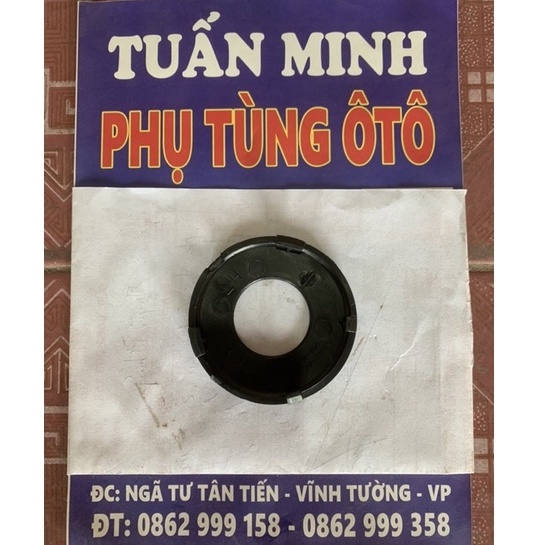 TUẤN MINH
PHỤ TÙNG ÔTÔ
ĐC: NGÃ TƯ TÂN TIẾN - VĨNH TƯỜNG - VP
ĐT: 0862 999 158 - 0862 999 358